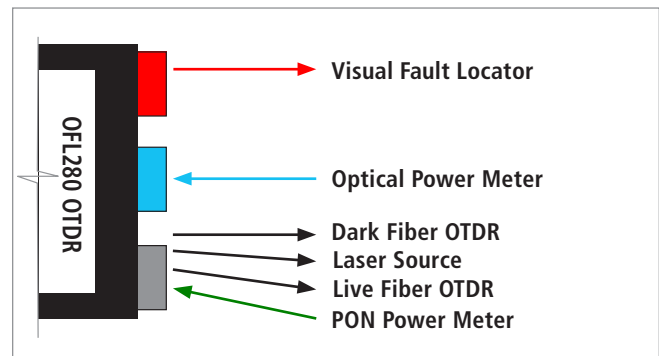 OFL280 OTDR
Visual Fault Locator
Optical Power Meter
Dark Fiber OTDR
Laser Source
Live Fiber OTDR
PON Power Meter